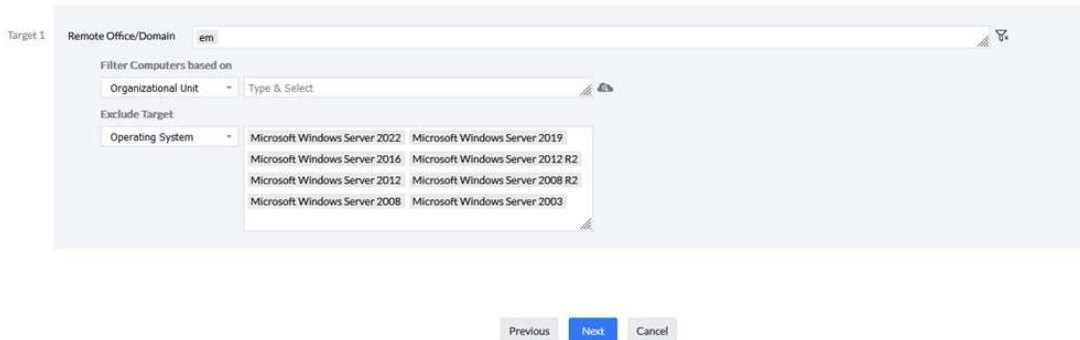 Target 1 Remote Office/Domain em
Filter Computers based on
Organizational Unit Type & Select
Exclude Target
Operating System Microsoft Windows Server 2022 Microsoft Windows Server 2019
Microsoft Windows Server 2016 Microsoft Windows Server 2012 R2
Microsoft Windows Server 2012 Microsoft Windows Server 2008 R2
Microsoft Windows Server 2008 Microsoft Windows Server 2003
Previous Next Cancel